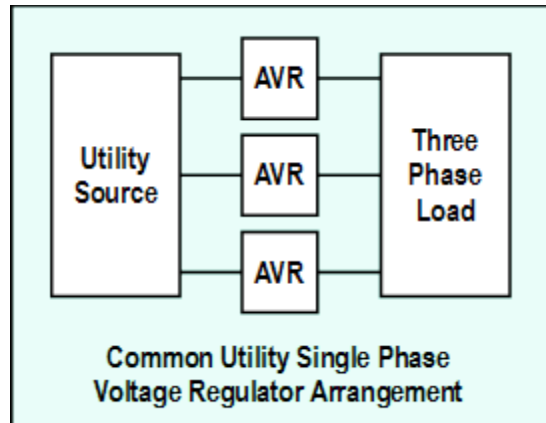 AVR
Utility
Source
AVR
Three
Phase
Load
AVR
Common Utility Single Phase
Voltage Regulator Arrangement